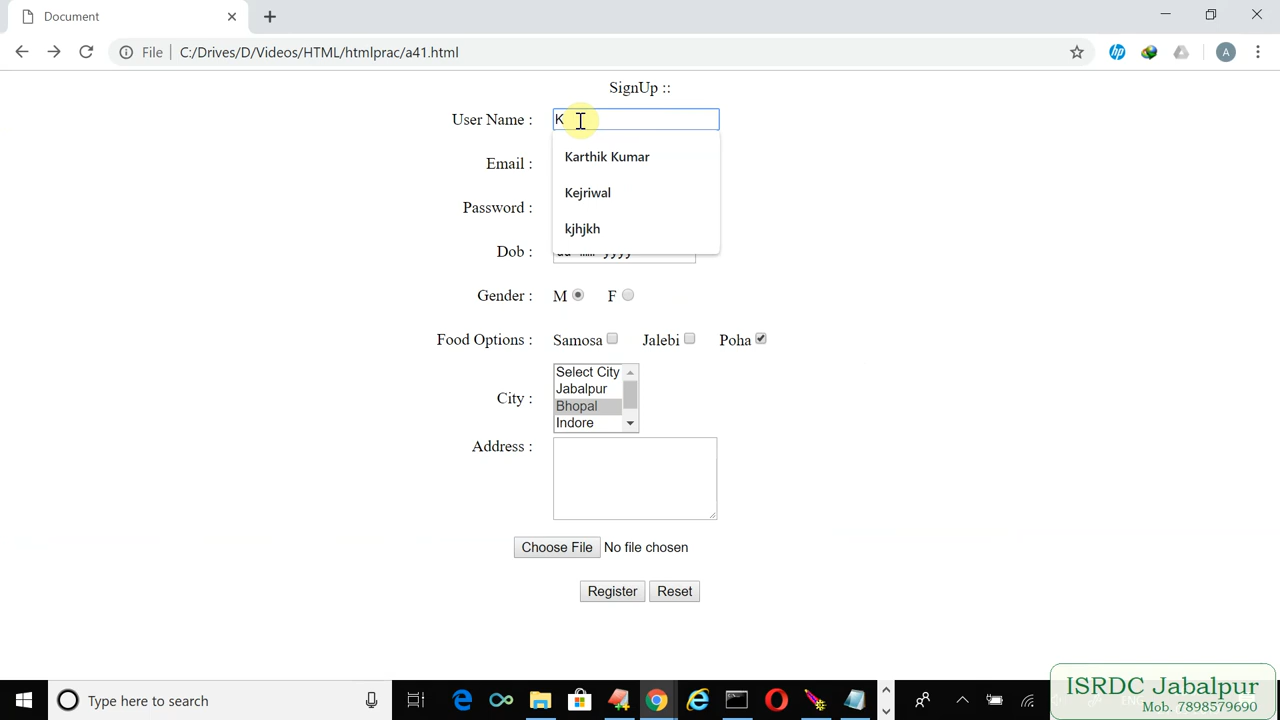 Document
File
C:/Drives/D/Videos/HTML/htmlprac/a41.html
A
SignUp ::
User Name : K
Karthik Kumar
Email :
Kejriwal
Password :
kjhjkh
Dob :
Gender : M F
Food Options : Samosa Jalebi Poha
Select City
Jabalpur
City :
Bhopal
Indore
Address :
Choose File No file chosen
Register Reset
Type here to search
ISRDC Jabalpur
Mob. 7898579690